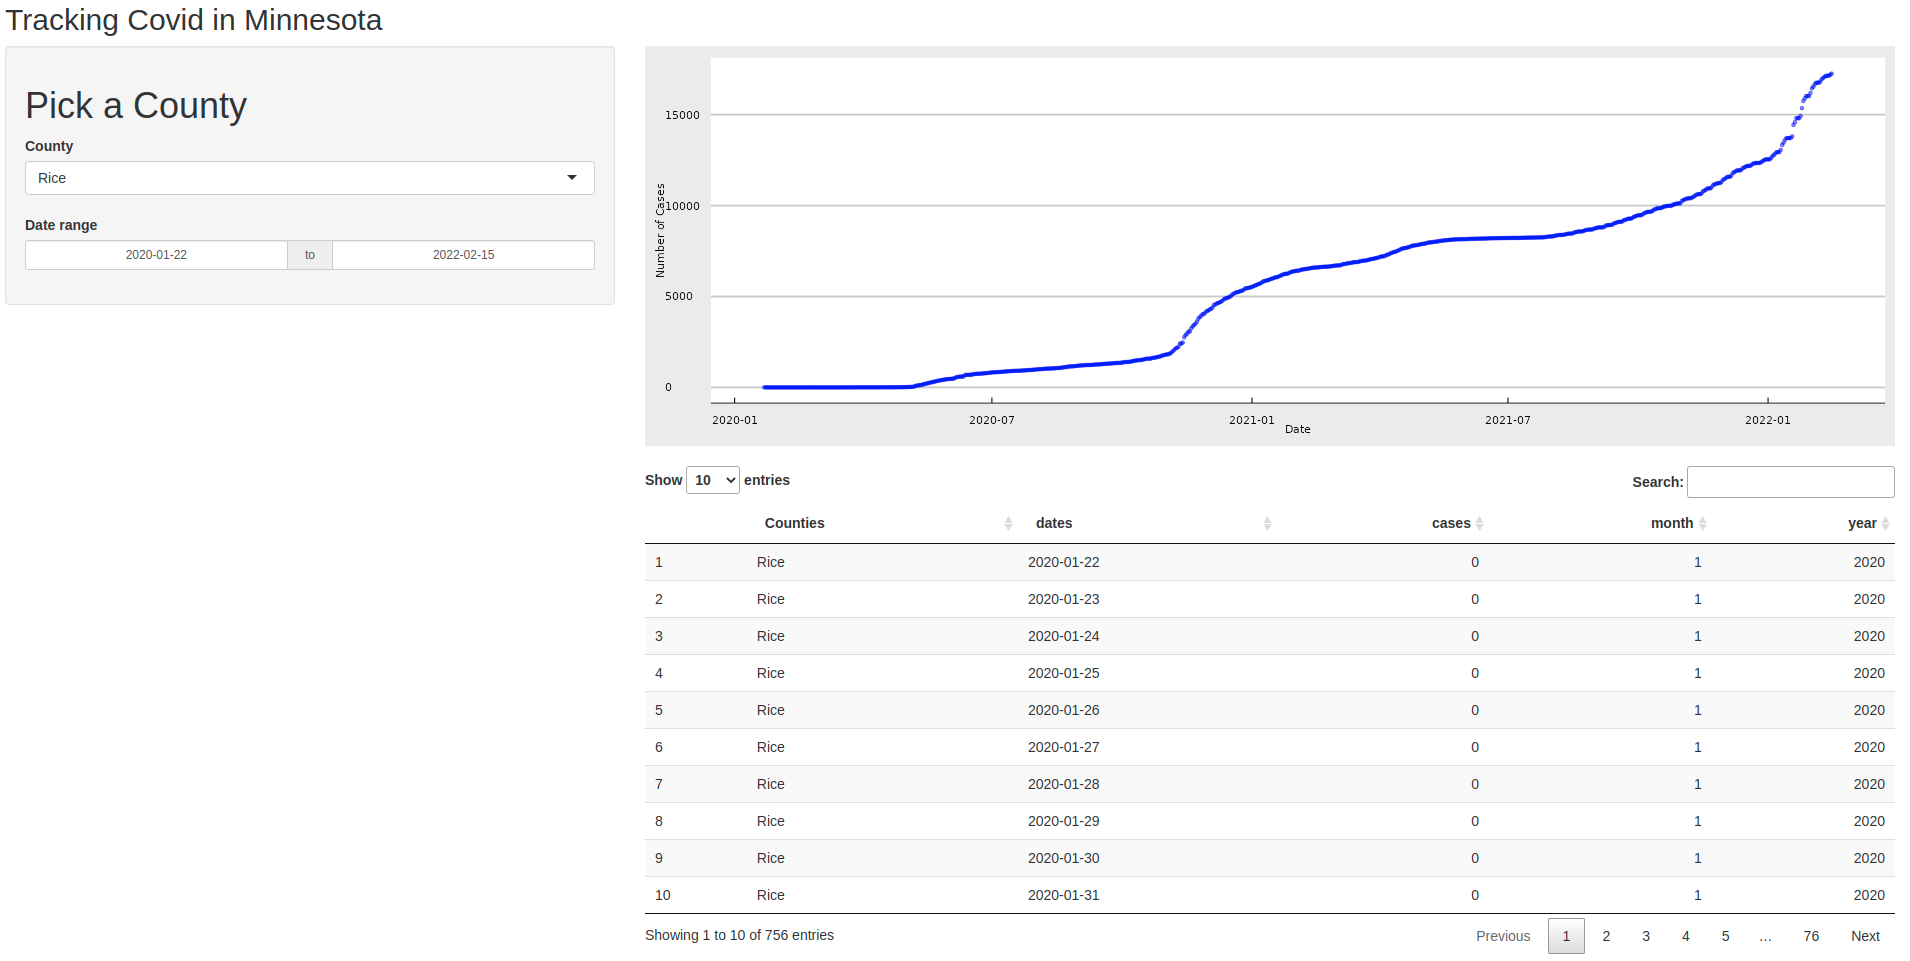 Tracking Covid in Minnesota
Pick a County
County
Rice
Date range
2020-01-22 to 2022-02-15
Number of Cases
15000
10000
5000
0
2020-01 2020-07 2021-01 2021-07 2022-01
Date
Show 10 entries Search:
Counties dates cases month year
1 Rice 2020-01-22 0 1 2020
2 Rice 2020-01-23 0 1 2020
3 Rice 2020-01-24 0 1 2020
4 Rice 2020-01-25 0 1 2020
5 Rice 2020-01-26 0 1 2020
6 Rice 2020-01-27 0 1 2020
7 Rice 2020-01-28 0 1 2020
8 Rice 2020-01-29 0 1 2020
9 Rice 2020-01-30 0 1 2020
10 Rice 2020-01-31 0 1 2020
Showing 1 to 10 of 756 entries Previous 1 2 3 4 5 … 76 Next